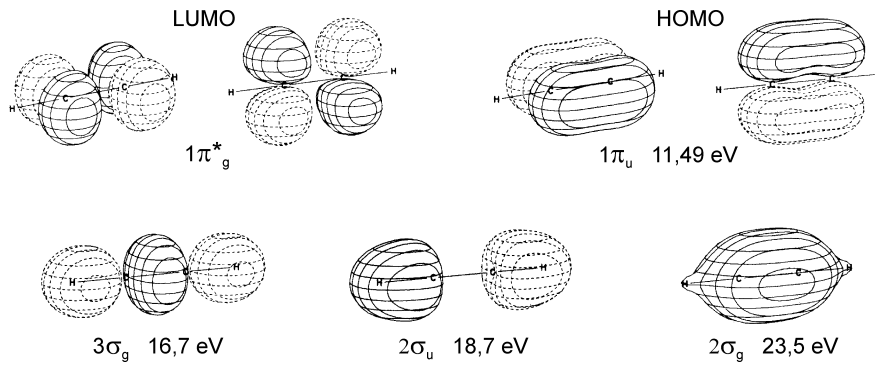 LUMO HOMO
H C C H H C C H H C C H H C C
1π*g 1πu 11,49 eV
H C H H C C H H C C H
3σg 16,7 eV 2σu 18,7 eV 2σg 23,5 eV